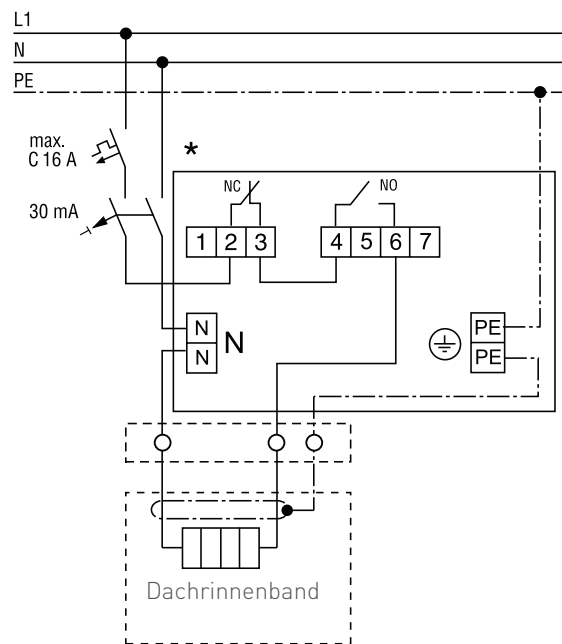 L1
N
PE
max.
C 16 A
*
30 mA
NC
NO
1 2 3
4 5 6 7
N
N
N
PE
PE
Dachrinnenband